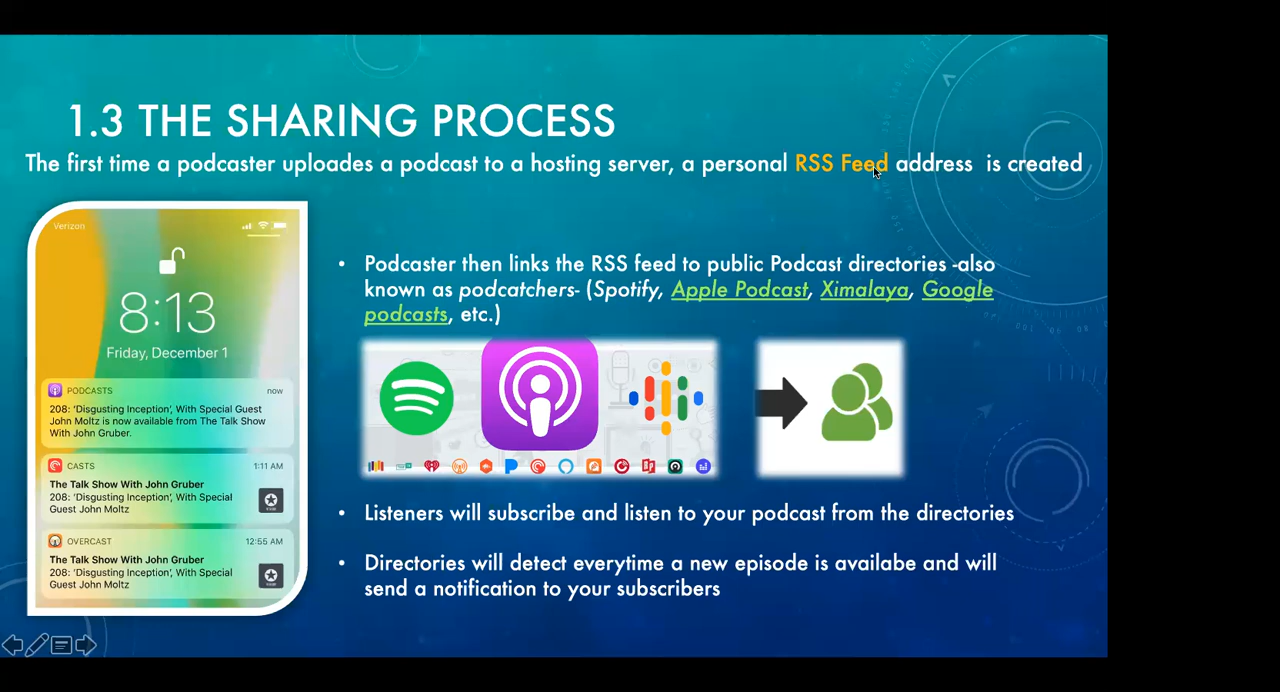 1.3 THE SHARING PROCESS
The first time a podcaster uploades a podcast to a hosting server, a personal RSS Feed address is created
Verizon
8:13
Friday, December 1
PODCASTS now
208: ‘Disgusting Inception’, With Special Guest
John Moltz is now available from The Talk Show
With John Gruber.
CASTS 1:11 AM
The Talk Show With John Gruber
208: ‘Disgusting Inception’, With Special
Guest John Moltz
OVERCAST 12:55 AM
The Talk Show With John Gruber
208: ‘Disgusting Inception’, With Special
Guest John Moltz
• Podcaster then links the RSS feed to public Podcast directories -also
known as podcatchers- (Spotify, Apple Podcast, Ximalaya, Google
podcasts, etc.)
• Listeners will subscribe and listen to your podcast from the directories
• Directories will detect everytime a new episode is availabe and will
send a notification to your subscribers